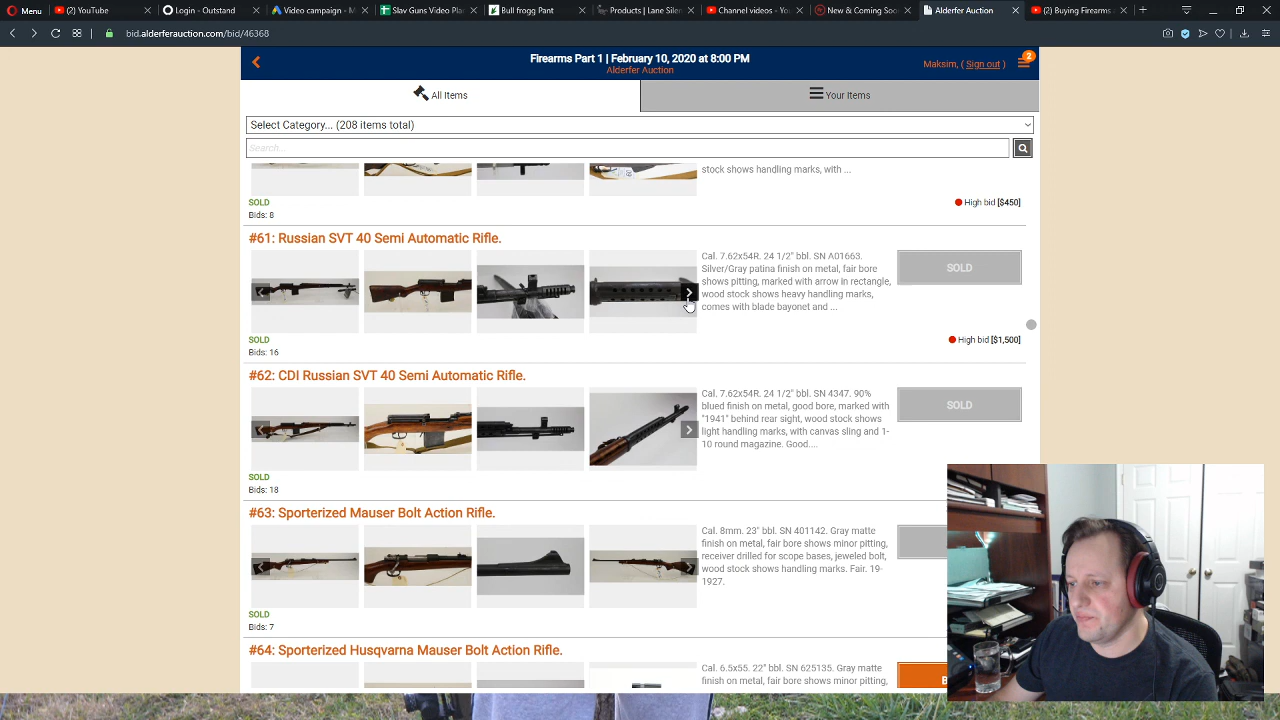 Menu
(2) YouTube
Login - Outstand
Video campaign - M
Slav Guns Video Plan
Bull frogg Pant
Products | Lane Silen
Channel videos - Yo
New & Coming Soo
Alderfer Auction
(2) Buying Firearms
bid.alderferauction.com/bid/46368
Firearms Part 1 | February 10, 2020 at 8:00 PM
Alderfer Auction
Maksim, ( Sign out )
2
All Items
Your Items
Select Category... (208 items total)
Search...
stock shows handling marks, with ...
SOLD
Bids: 8
High bid [$450]
#61: Russian SVT 40 Semi Automatic Rifle.
Cal. 7.62x54R. 24 1/2" bbl. SN A01663.
Silver/Gray patina finish on metal, fair bore
shows pitting, marked with arrow in rectangle,
wood stock shows heavy handling marks,
comes with blade bayonet and ...
SOLD
SOLD
Bids: 16
High bid [$1,500]
#62: CDI Russian SVT 40 Semi Automatic Rifle.
Cal. 7.62x54R. 24 1/2" bbl. SN 4347. 90%
blued finish on metal, good bore, marked with
"1941" behind rear sight, wood stock shows
light handling marks, with canvas sling and 1-
10 round magazine. Good....
SOLD
SOLD
Bids: 18
#63: Sporterized Mauser Bolt Action Rifle.
Cal. 8mm. 23" bbl. SN 401142. Gray matte
finish on metal, fair bore shows minor pitting,
receiver drilled for scope bases, jeweled bolt,
wood stock shows handling marks. Fair. 19-
1927.
SOLD
Bids: 7
#64: Sporterized Husqvarna Mauser Bolt Action Rifle.
Cal. 6.5x55. 22" bbl. SN 625135. Gray matte
finish on metal, fair bore shows minor pitting,